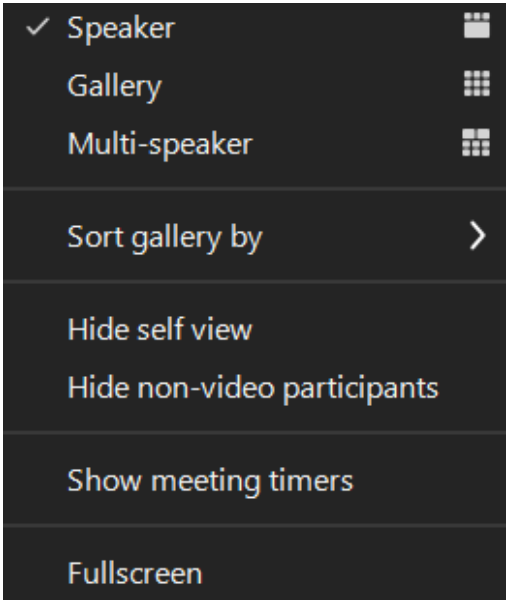 Speaker
Gallery
Multi-speaker
Sort gallery by
Hide self view
Hide non-video participants
Show meeting timers
Fullscreen